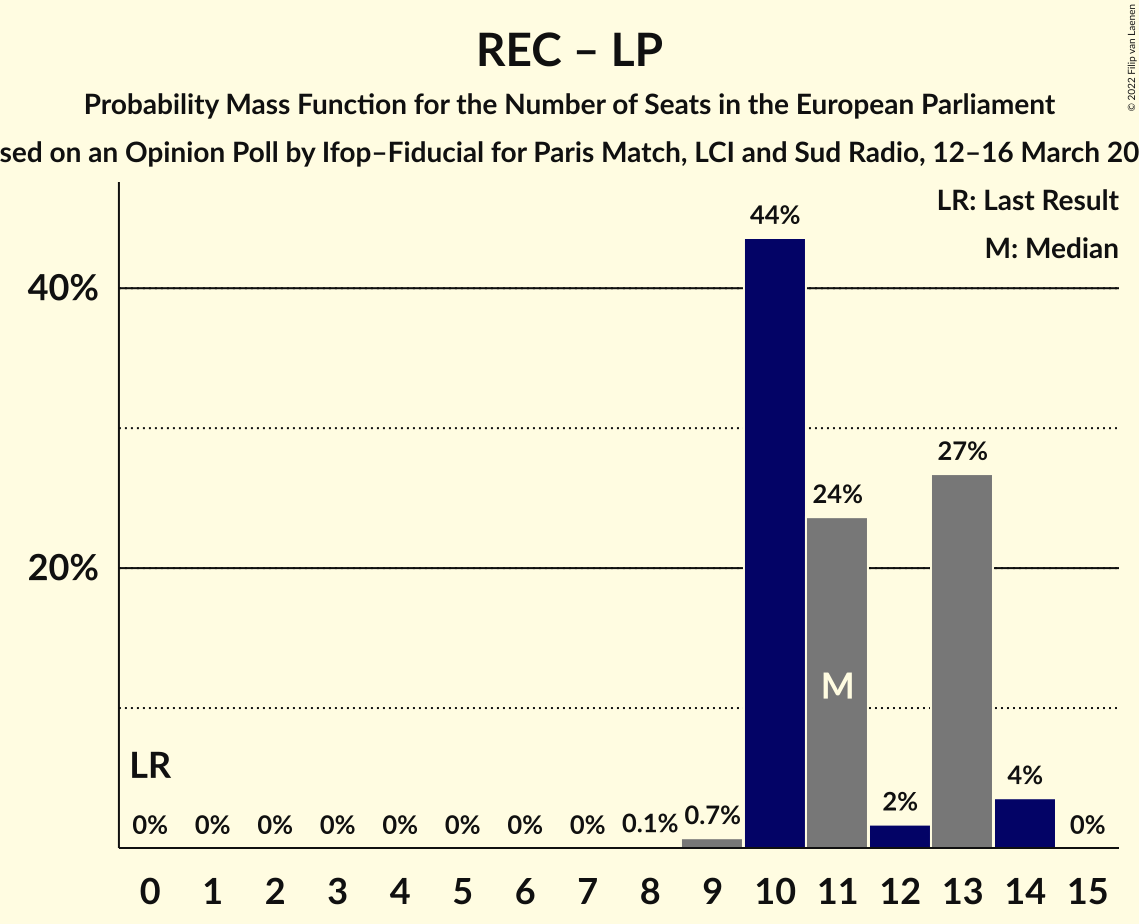 REC – LP
Probability Mass Function for the Number of Seats in the European Parliament
sed on an Opinion Poll by Ifop–Fiducial for Paris Match, LCI and Sud Radio, 12–16 March 20
© 2022 Filip van Laenen
LR: Last Result
M: Median
44%
40%
27%
24%
20%
M
LR
4%
2%
0% 0% 0% 0% 0% 0% 0% 0% 0.1% 0.7% 0%
0 1 2 3 4 5 6 7 8 9 10 11 12 13 14 15